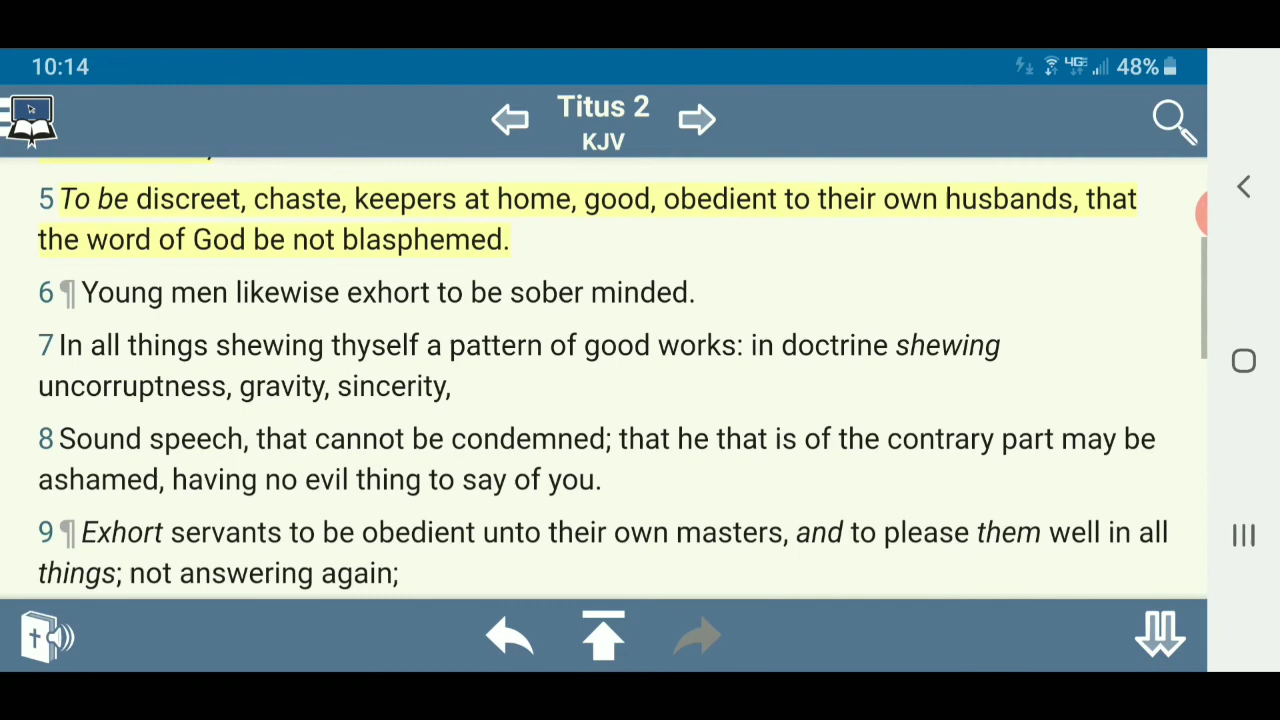 10:14
4GE 48%
Titus 2
KJV
5 To be discreet, chaste, keepers at home, good, obedient to their own husbands, that
the word of God be not blasphemed.
6 ¶ Young men likewise exhort to be sober minded.
7 In all things shewing thyself a pattern of good works: in doctrine shewing
uncorruptness, gravity, sincerity,
8 Sound speech, that cannot be condemned; that he that is of the contrary part may be
ashamed, having no evil thing to say of you.
9 ¶ Exhort servants to be obedient unto their own masters, and to please them well in all
things; not answering again;